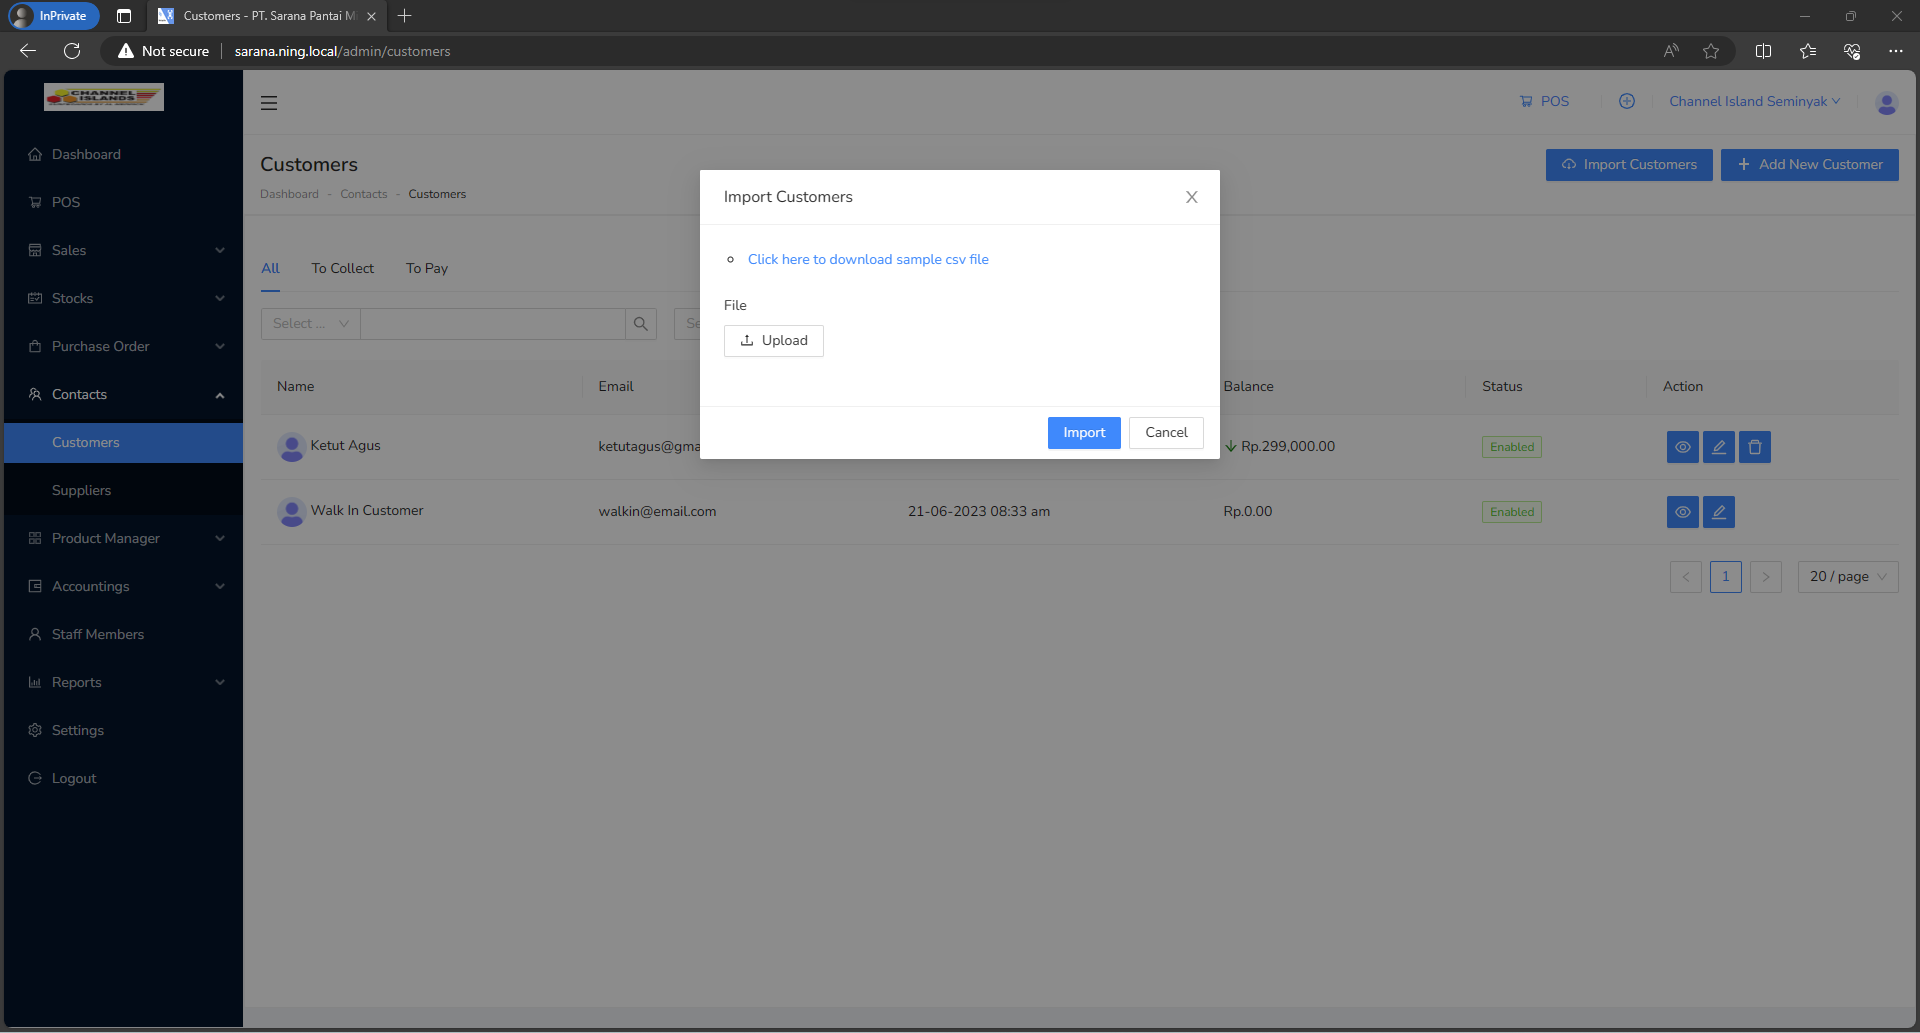 InPrivate
Customers - PT. Sarana Pantai M
Not secure
sarana.ning.local/admin/customers
CHANNEL
ISLANDS
POS
Channel Island Seminyak
Dashboard
POS
Sales
Stocks
Purchase Order
Contacts
Customers
Suppliers
Product Manager
Accountings
Staff Members
Reports
Settings
Logout
Customers
Import Customers
Add New Customer
Dashboard - Contacts - Customers
All
To Collect
To Pay
Select ...
Se
Import Customers
Click here to download sample csv file
File
Upload
Import
Cancel
Name
Email
Balance
Status
Action
Ketut Agus
ketutagus@gma
Rp.299,000.00
Enabled
Walk In Customer
walkin@email.com
21-06-2023 08:33 am
Rp.0.00
Enabled
1
20 / page